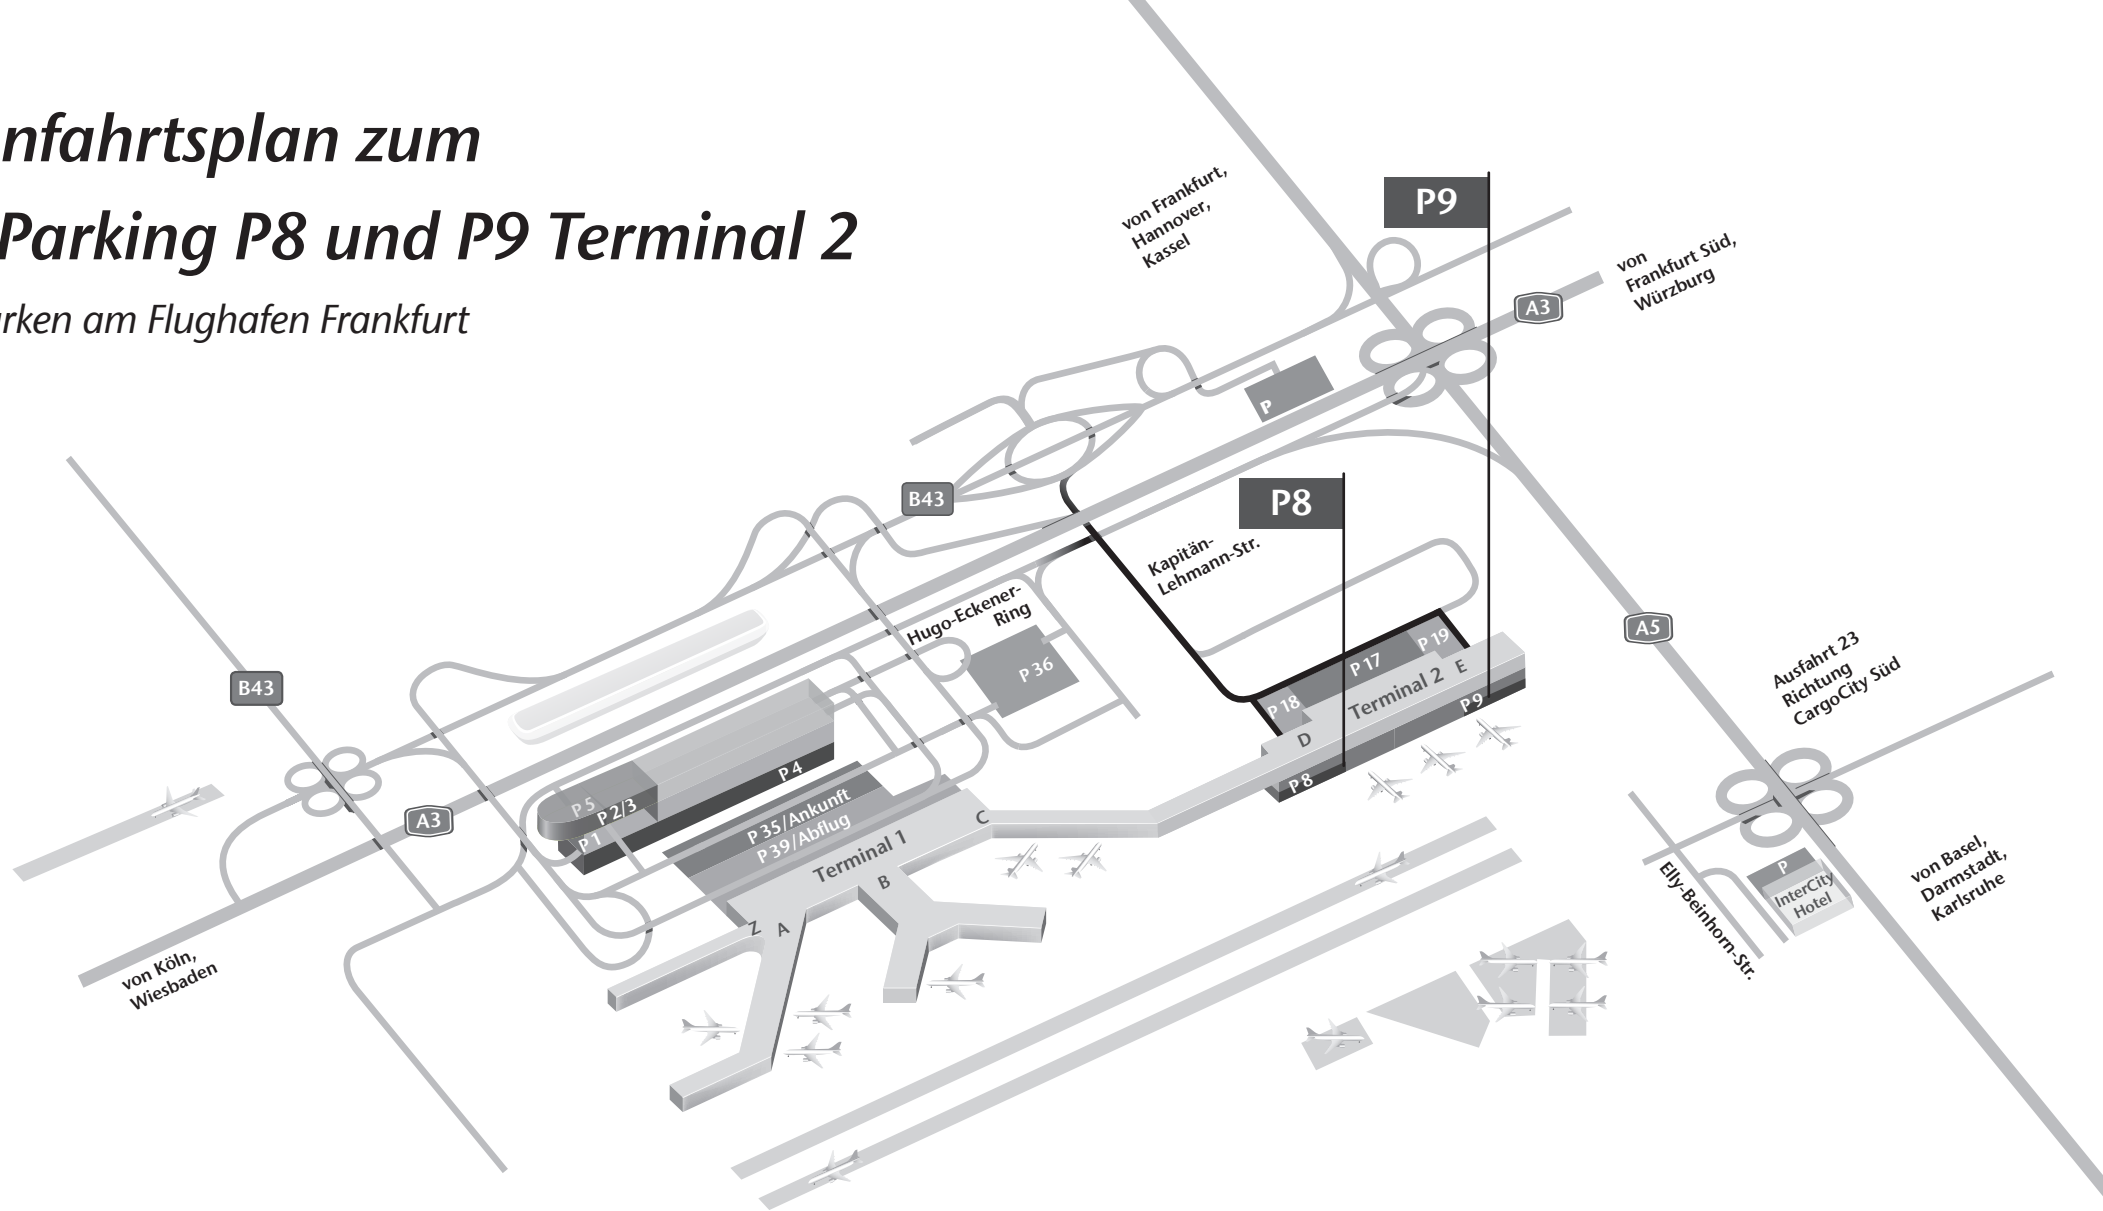 nfahrtsplan zum
Parking P8 und P9 Terminal 2
rken am Flughafen Frankfurt
von Frankfurt,
Hannover,
Kassel
P9
von
Frankfurt Süd,
Würzburg
A3
P
B43
P8
Kapitän-
Lehmann-Str.
Hugo-Eckener-
Ring
P 36
A5
Ausfahrt 23
Richtung
CargoCity Süd
B43
P 19
P 17
P 18
Terminal 2
E
D
P9
P8
A3
P 4
P 5
P 2/3
P 1
P 35/Ankunft
P 39/Abflug
Terminal 1
C
B
Z
A
P
InterCity
Hotel
Elly-Beinhorn-Str.
von Basel,
Darmstadt,
Karlsruhe
von Köln,
Wiesbaden